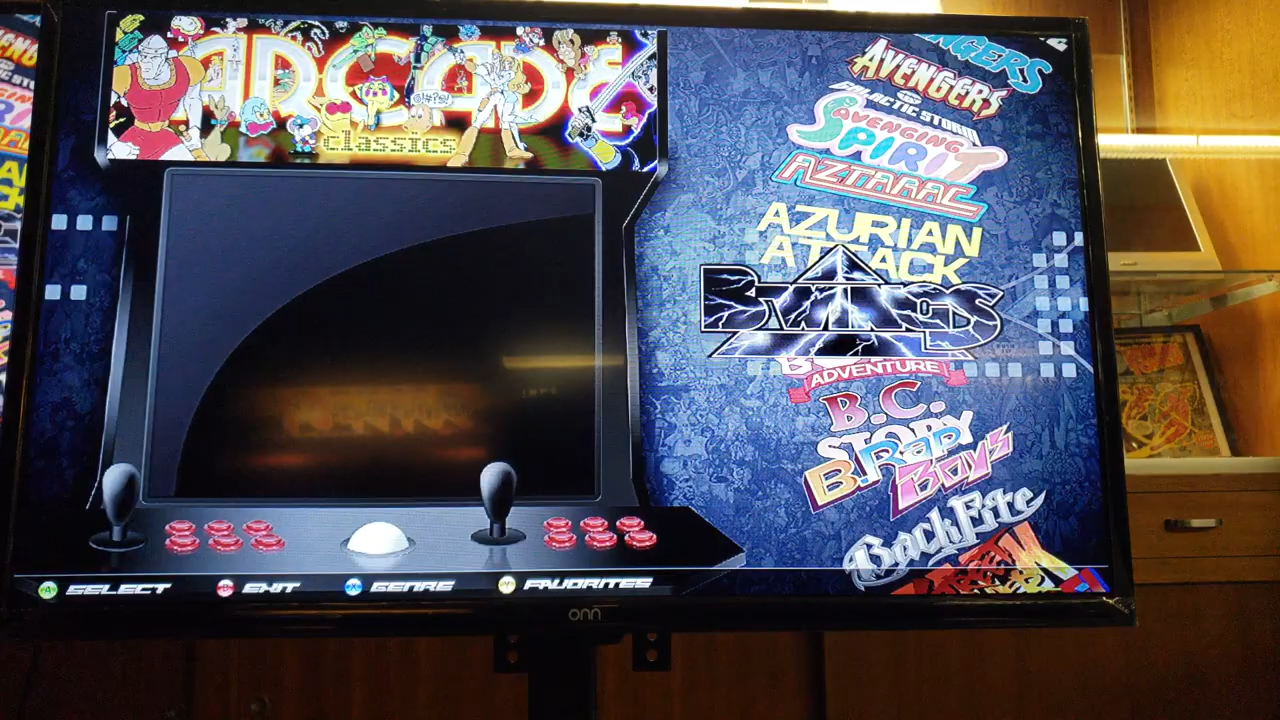 ARCADE
classics
@!#?@!
AVENGERS
AVENGERS
IN
GALACTIC STORM
AVENGING
SPIRIT
AZTARAC
AZURIAN
ATTACK
B-WINGS
ADVENTURE
B.C.
STORY
B.Rap
Boys
BackFire
SELECT
EXIT
GENRE
FAVORITES
onn